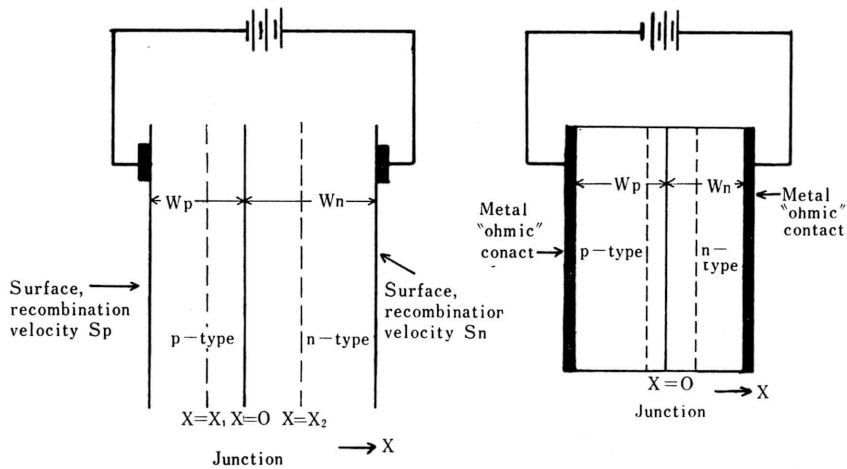 Wp
Wn
Surface,
recombination
velocity Sp
Surface,
recombination
velocity Sn
p-type
n-type
X=X₁
X=O
X=X₂
X
Junction
Wp
Wn
Metal
"ohmic"
conact
Metal
"ohmic"
contact
p-type
n-
type
X=O
X
Junction